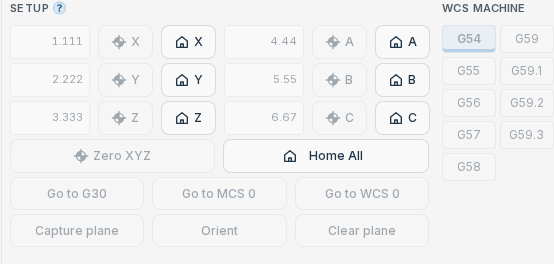 SETUP ? WCS MACHINE
1.111 X X 4.44 A A G54 G59
2.222 Y Y 5.55 B B G55 G59.1
3.333 Z Z 6.67 C C G56 G59.2
G57 G59.3
Zero XYZ Home All
G58
Go to G30 Go to MCS 0 Go to WCS 0
Capture plane Orient Clear plane